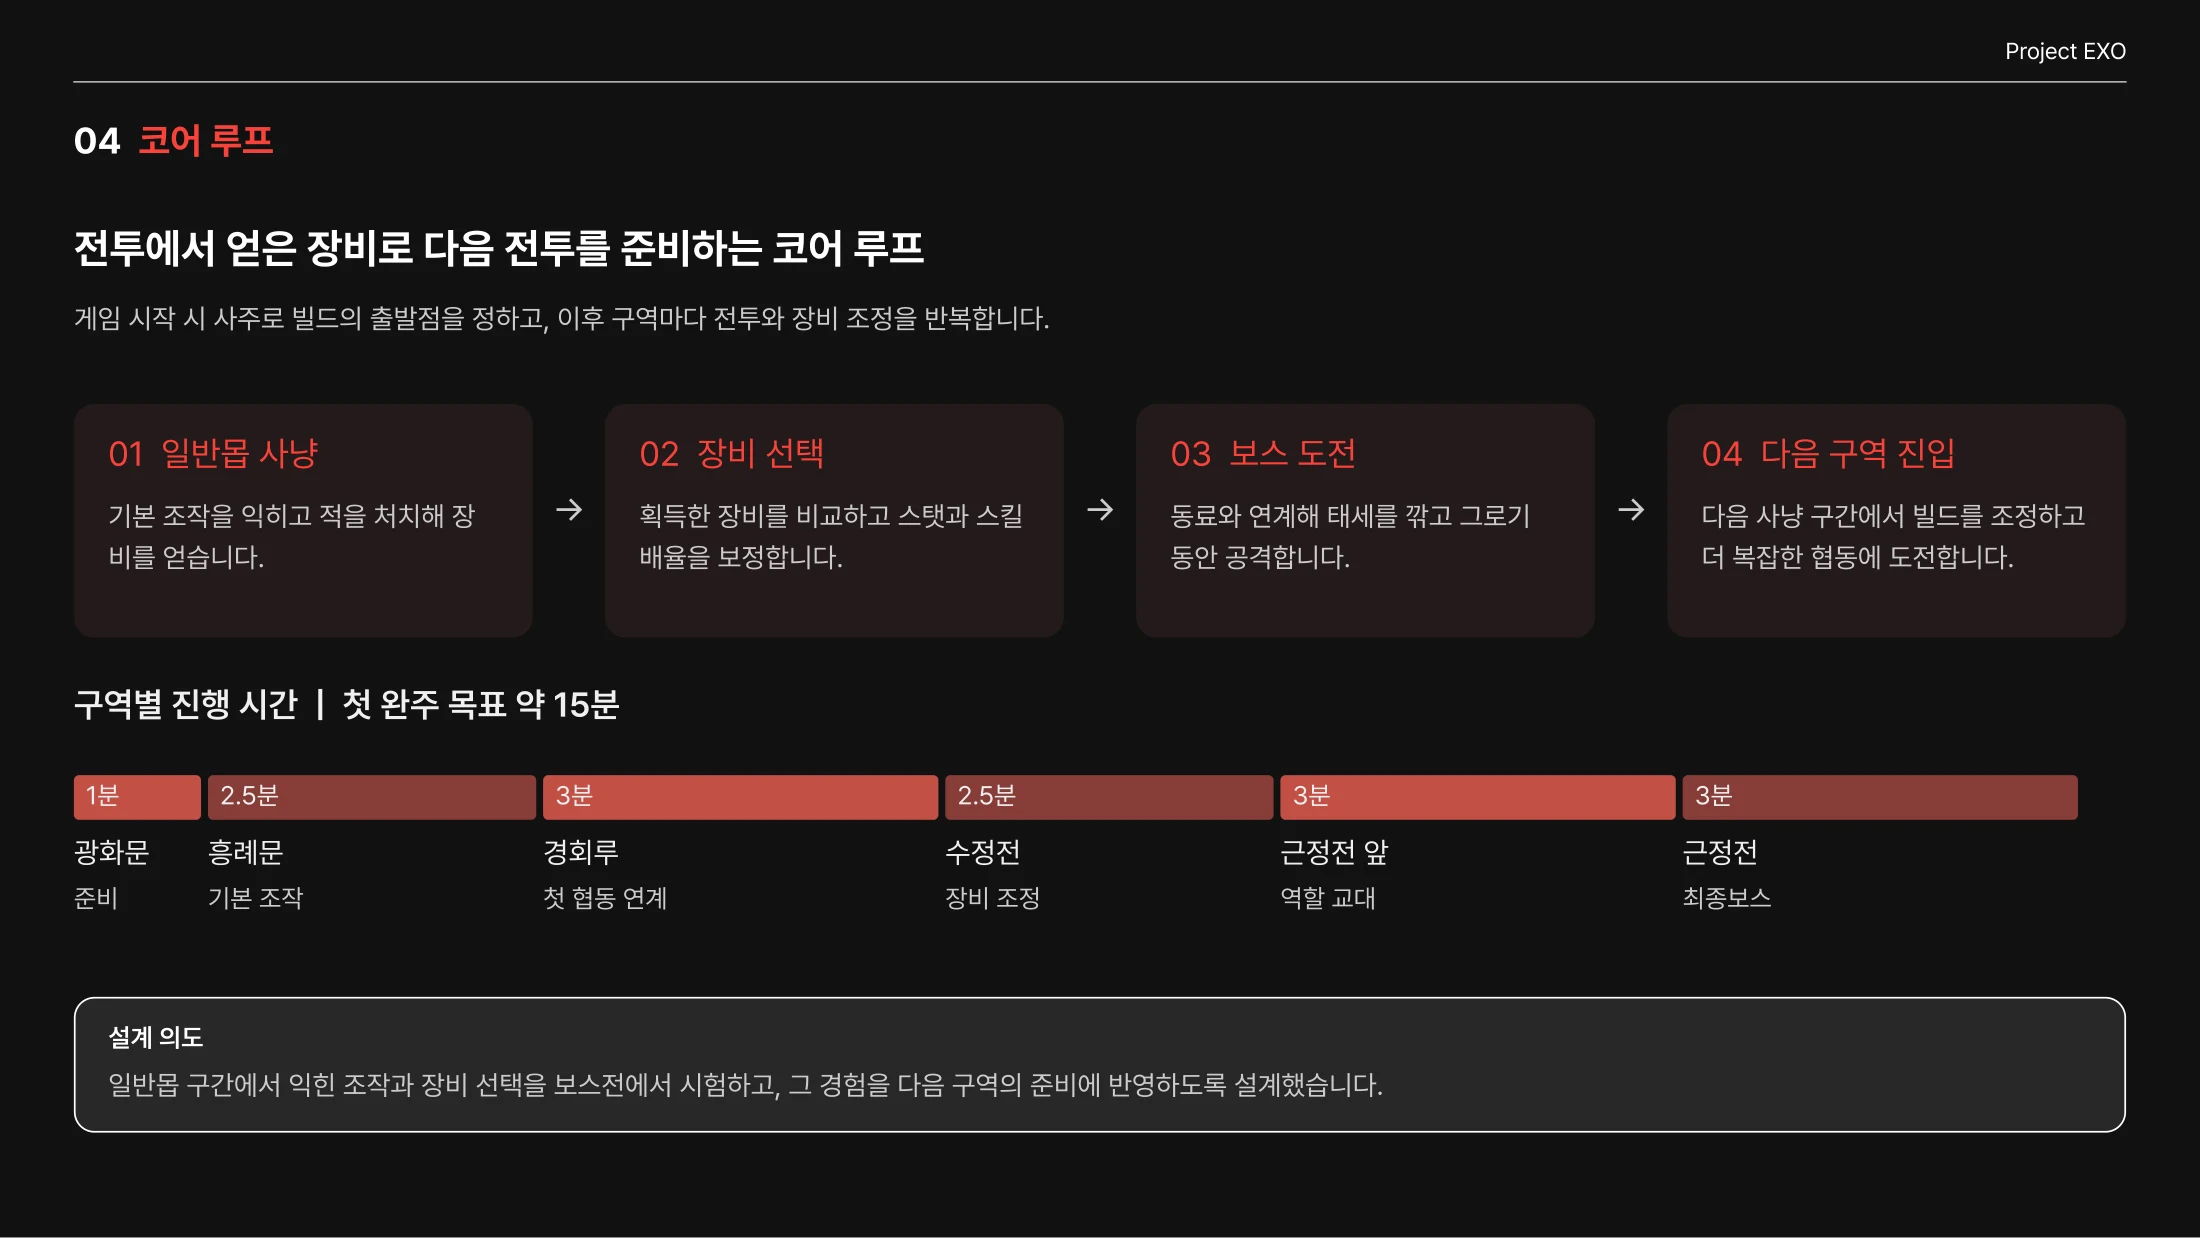 Project EXO
04 코어 루프
전투에서 얻은 장비로 다음 전투를 준비하는 코어 루프
게임 시작 시 사주로 빌드의 출발점을 정하고, 이후 구역마다 전투와 장비 조정을 반복합니다.
01 일반몹 사냥
기본 조작을 익히고 적을 처치해 장
비를 얻습니다.
→
02 장비 선택
획득한 장비를 비교하고 스탯과 스킬
배율을 보정합니다.
→
03 보스 도전
동료와 연계해 태세를 깎고 그로기
동안 공격합니다.
→
04 다음 구역 진입
다음 사냥 구간에서 빌드를 조정하고
더 복잡한 협동에 도전합니다.
구역별 진행 시간 | 첫 완주 목표 약 15분
1분
광화문
준비
2.5분
흥례문
기본 조작
3분
경회루
첫 협동 연계
2.5분
수정전
장비 조정
3분
근정전 앞
역할 교대
3분
근정전
최종보스
설계 의도
일반몹 구간에서 익힌 조작과 장비 선택을 보스전에서 시험하고, 그 경험을 다음 구역의 준비에 반영하도록 설계했습니다.